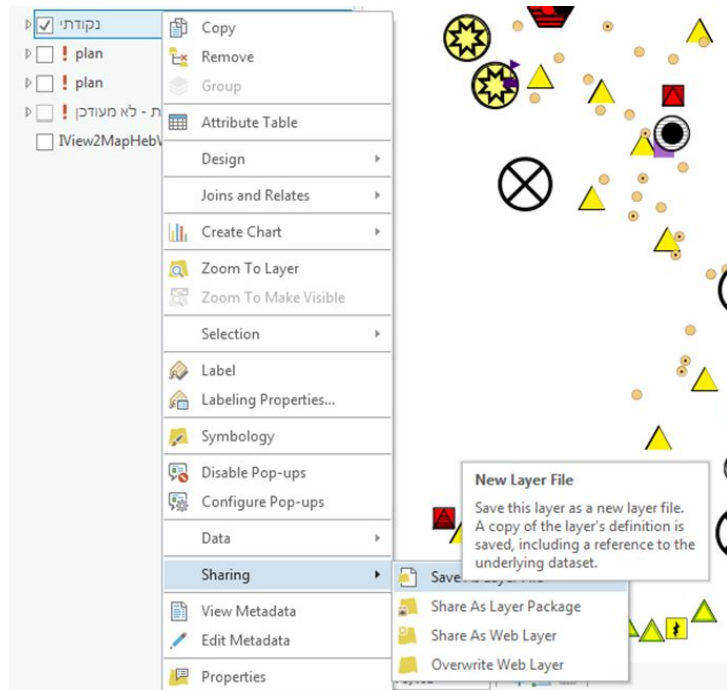 נקודתי
! plan
! plan
ת - לא מעודכן !
IView2MapHeb
Copy
Remove
Group
Attribute Table
Design
Joins and Relates
Create Chart
Zoom To Layer
Zoom To Make Visible
Selection
Label
Labeling Properties...
Symbology
Disable Pop-ups
Configure Pop-ups
Data
Sharing
View Metadata
Edit Metadata
Properties
New Layer File
Save this layer as a new layer file.
A copy of the layer's definition is
saved, including a reference to the
underlying dataset.
Save As Layer File
Share As Layer Package
Share As Web Layer
Overwrite Web Layer